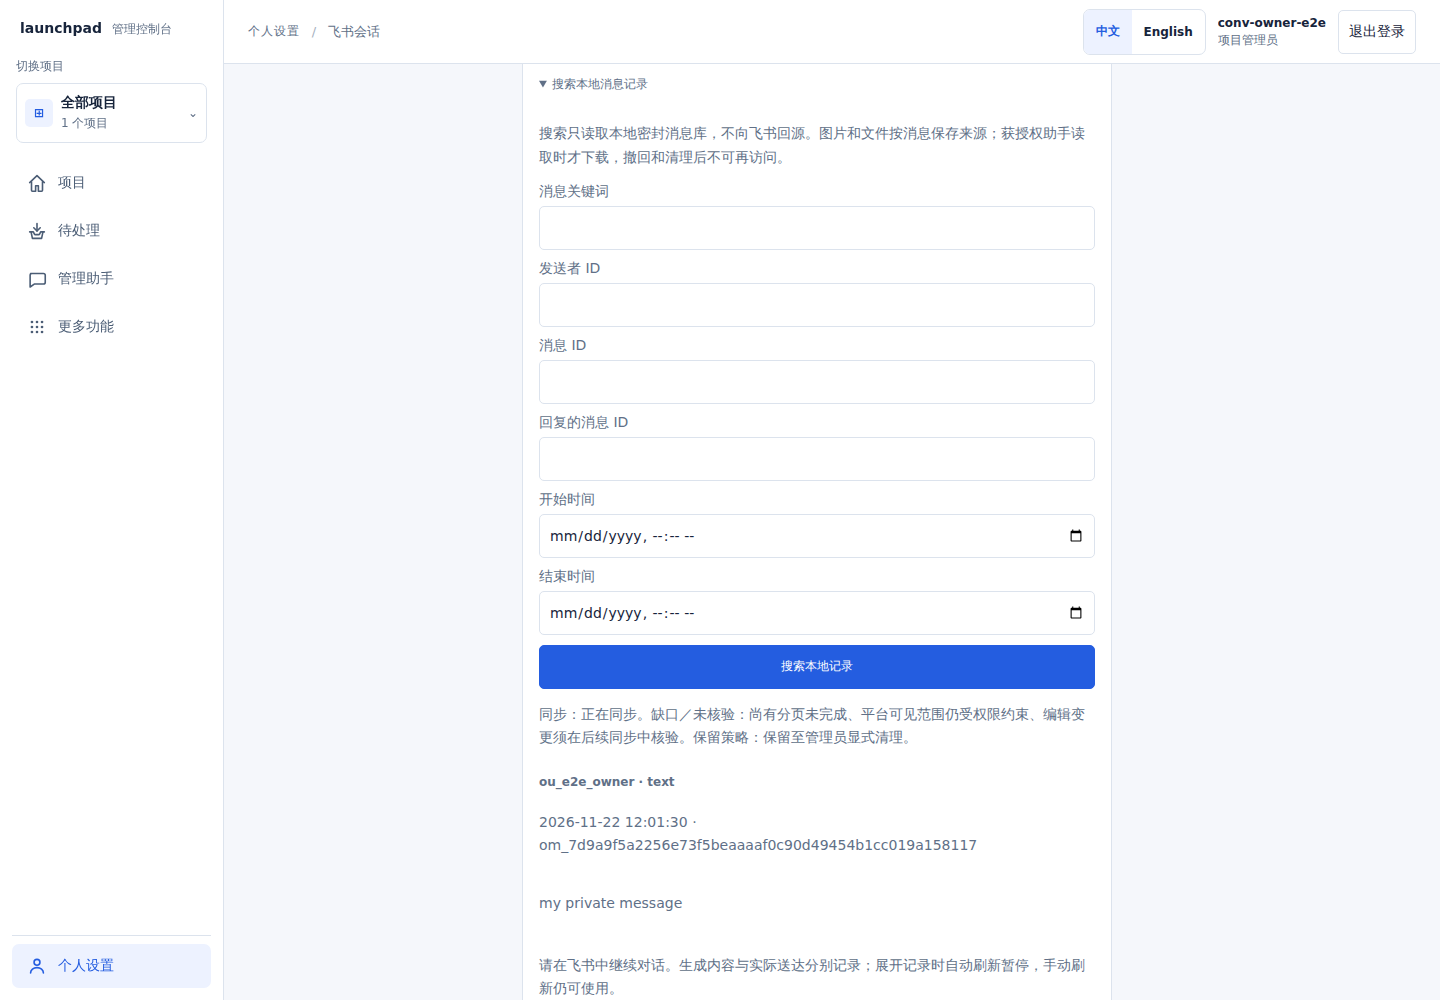 launchpad 管理控制台
切换项目
全部项目
1 个项目
项目
待处理
管理助手
更多功能
个人设置
个人设置 / 飞书会话
中文 English
conv-owner-e2e
项目管理员
退出登录
▼ 搜索本地消息记录
搜索只读取本地密封消息库，不向飞书回源。图片和文件按消息保存来源；获授权助手读
取时才下载，撤回和清理后不可再访问。
消息关键词
发送者 ID
消息 ID
回复的消息 ID
开始时间
mm/dd/yyyy, --:-- --
结束时间
mm/dd/yyyy, --:-- --
搜索本地记录
同步：正在同步。缺口／未核验：尚有分页未完成、平台可见范围仍受权限约束、编辑变
更须在后续同步中核验。保留策略：保留至管理员显式清理。
ou_e2e_owner · text
2026-11-22 12:01:30 ·
om_7d9a9f5a2256e73f5beaaaaf0c90d49454b1cc019a158117
my private message
请在飞书中继续对话。生成内容与实际送达分别记录；展开记录时自动刷新暂停，手动刷
新仍可使用。